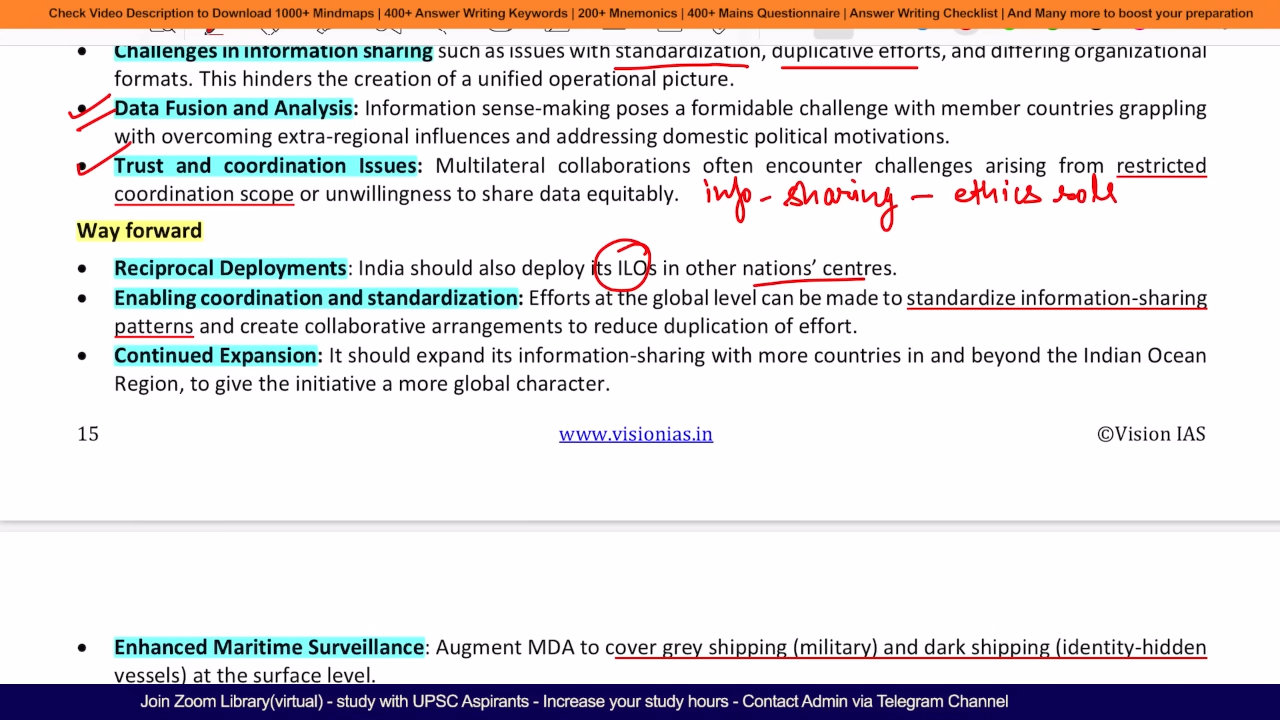 Check Video Description to Download 1000+ Mindmaps | 400+ Answer Writing Keywords | 200+ Mnemonics | 400+ Mains Questionnaire | Answer Writing Checklist | And Many more to boost your preparation
• Challenges in information sharing such as issues with standardization, duplicative efforts, and differing organizational
formats. This hinders the creation of a unified operational picture.
• Data Fusion and Analysis: Information sense-making poses a formidable challenge with member countries grappling
with overcoming extra-regional influences and addressing domestic political motivations.
• Trust and coordination Issues: Multilateral collaborations often encounter challenges arising from restricted
coordination scope or unwillingness to share data equitably. info - sharing - ethics role
Way forward
• Reciprocal Deployments: India should also deploy its ILOs in other nations’ centres.
• Enabling coordination and standardization: Efforts at the global level can be made to standardize information-sharing
patterns and create collaborative arrangements to reduce duplication of effort.
• Continued Expansion: It should expand its information-sharing with more countries in and beyond the Indian Ocean
Region, to give the initiative a more global character.
15 www.visionias.in ©Vision IAS
• Enhanced Maritime Surveillance: Augment MDA to cover grey shipping (military) and dark shipping (identity-hidden
vessels) at the surface level.
Join Zoom Library(virtual) - study with UPSC Aspirants - Increase your study hours - Contact Admin via Telegram Channel